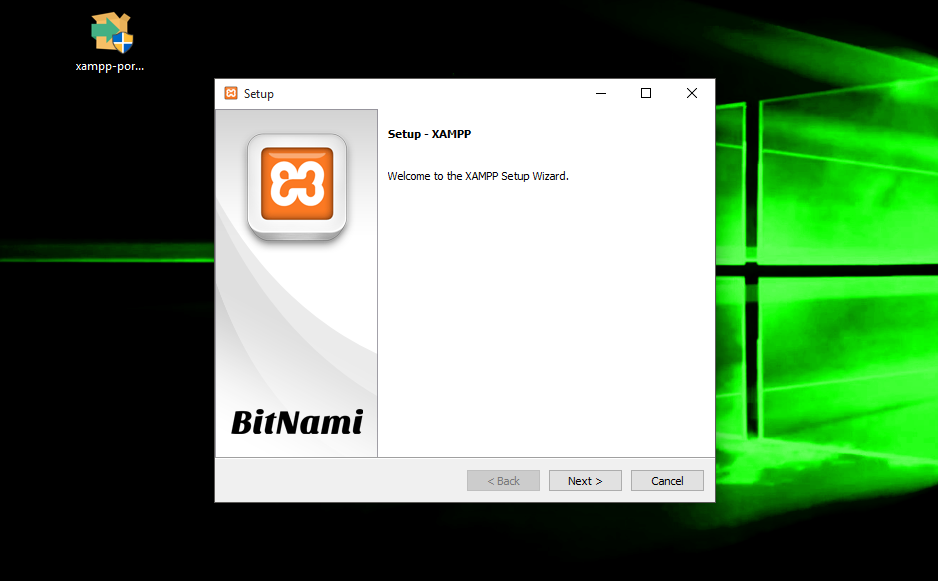 xampp-por...
Setup
Setup - XAMPP
Welcome to the XAMPP Setup Wizard.
BitNami
< Back
Next >
Cancel